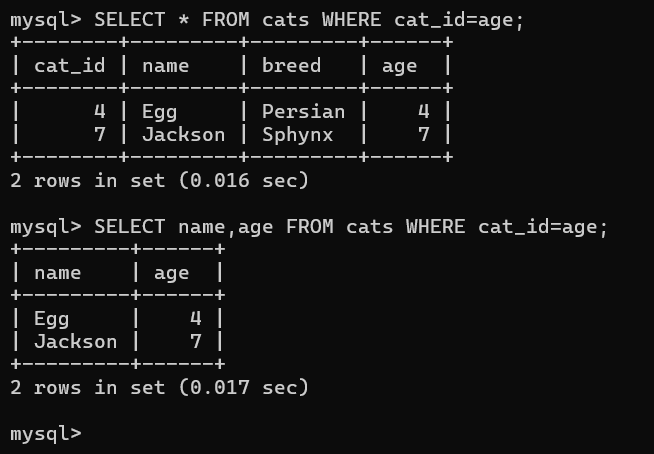 mysql> SELECT * FROM cats WHERE cat_id=age;
+--------+---------+---------+------+
| cat_id | name    | breed   | age  |
+--------+---------+---------+------+
|      4 | Egg     | Persian |    4 |
|      7 | Jackson | Sphynx  |    7 |
+--------+---------+---------+------+
2 rows in set (0.016 sec)

mysql> SELECT name,age FROM cats WHERE cat_id=age;
+---------+------+
| name    | age  |
+---------+------+
| Egg     |    4 |
| Jackson |    7 |
+---------+------+
2 rows in set (0.017 sec)

mysql>